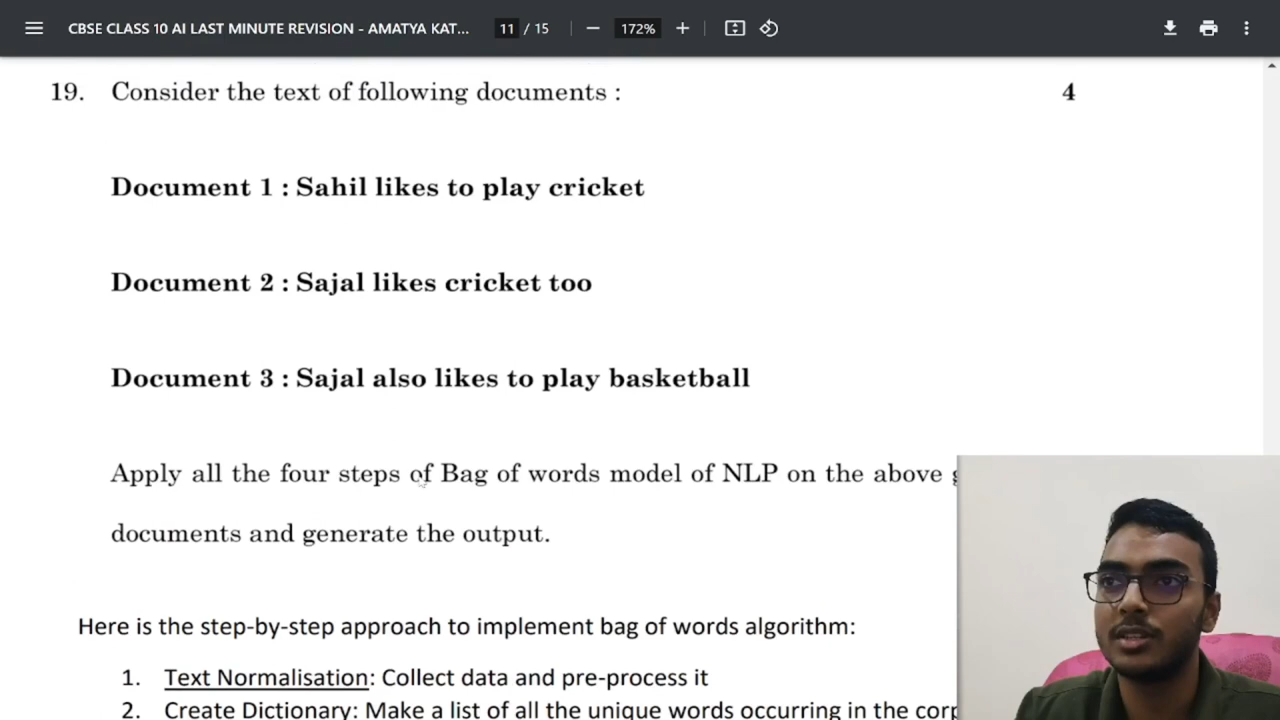 CBSE CLASS 10 AI LAST MINUTE REVISION - AMATYA KAT... 11 / 15 172%
19. Consider the text of following documents : 4
Document 1 : Sahil likes to play cricket
Document 2 : Sajal likes cricket too
Document 3 : Sajal also likes to play basketball
Apply all the four steps of Bag of words model of NLP on the above
documents and generate the output.
Here is the step-by-step approach to implement bag of words algorithm:
1. Text Normalisation: Collect data and pre-process it
2. Create Dictionary: Make a list of all the unique words occurring in the